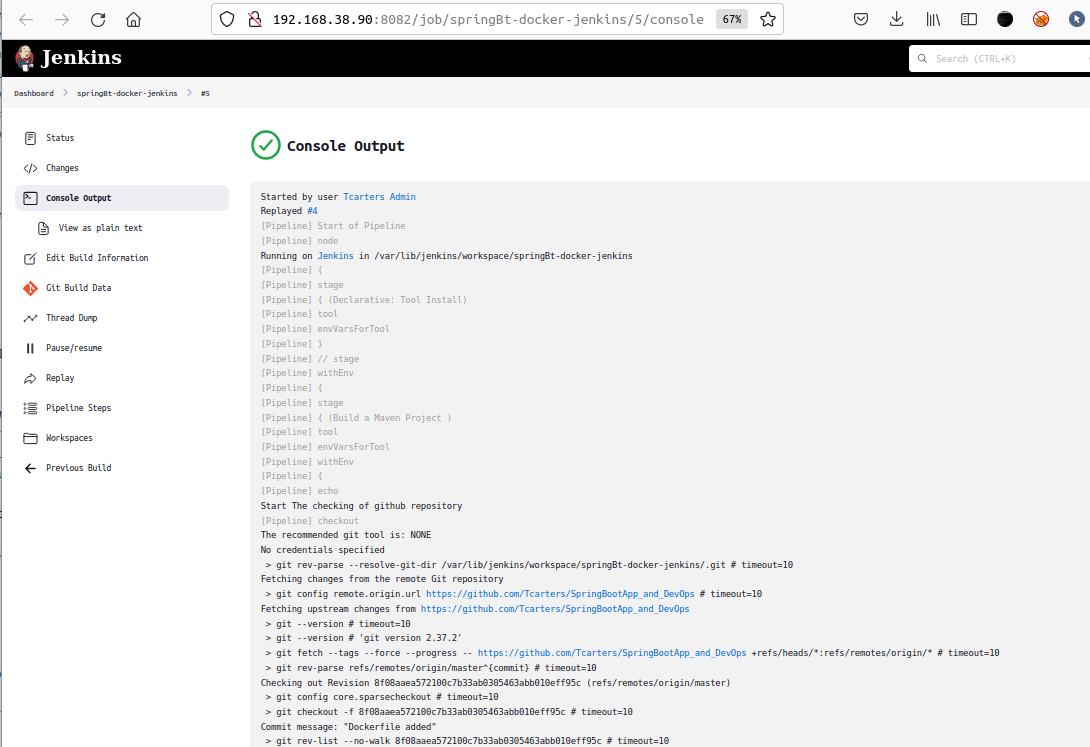 192.168.38.90:8082/job/springBt-docker-jenkins/5/console 67%
Jenkins
Search (CTRL+K)
Dashboard > springBt-docker-jenkins > #5
Status
Changes
Console Output
View as plain text
Edit Build Information
Git Build Data
Thread Dump
Pause/resume
Replay
Pipeline Steps
Workspaces
Previous Build
Console Output
Started by user Tcarters Admin
Replayed #4
[Pipeline] Start of Pipeline
[Pipeline] node
Running on Jenkins in /var/lib/jenkins/workspace/springBt-docker-jenkins
[Pipeline] {
[Pipeline] stage
[Pipeline] { (Declarative: Tool Install)
[Pipeline] tool
[Pipeline] envVarsForTool
[Pipeline] }
[Pipeline] // stage
[Pipeline] withEnv
[Pipeline] {
[Pipeline] stage
[Pipeline] { (Build a Maven Project )
[Pipeline] tool
[Pipeline] envVarsForTool
[Pipeline] withEnv
[Pipeline] {
[Pipeline] echo
Start The checking of github repository
[Pipeline] checkout
The recommended git tool is: NONE
No credentials specified
> git rev-parse --resolve-git-dir /var/lib/jenkins/workspace/springBt-docker-jenkins/.git # timeout=10
Fetching changes from the remote Git repository
> git config remote.origin.url https://github.com/Tcarters/SpringBootApp_and_DevOps # timeout=10
Fetching upstream changes from https://github.com/Tcarters/SpringBootApp_and_DevOps
> git --version # timeout=10
> git --version # 'git version 2.37.2'
> git fetch --tags --force --progress -- https://github.com/Tcarters/SpringBootApp_and_DevOps +refs/heads/*:refs/remotes/origin/* # timeout=10
> git rev-parse refs/remotes/origin/master^{commit} # timeout=10
Checking out Revision 8f08aaea572100c7b33ab0305463abb010eff95c (refs/remotes/origin/master)
> git config core.sparsecheckout # timeout=10
> git checkout -f 8f08aaea572100c7b33ab0305463abb010eff95c # timeout=10
Commit message: "Dockerfile added"
> git rev-list --no-walk 8f08aaea572100c7b33ab0305463abb010eff95c # timeout=10